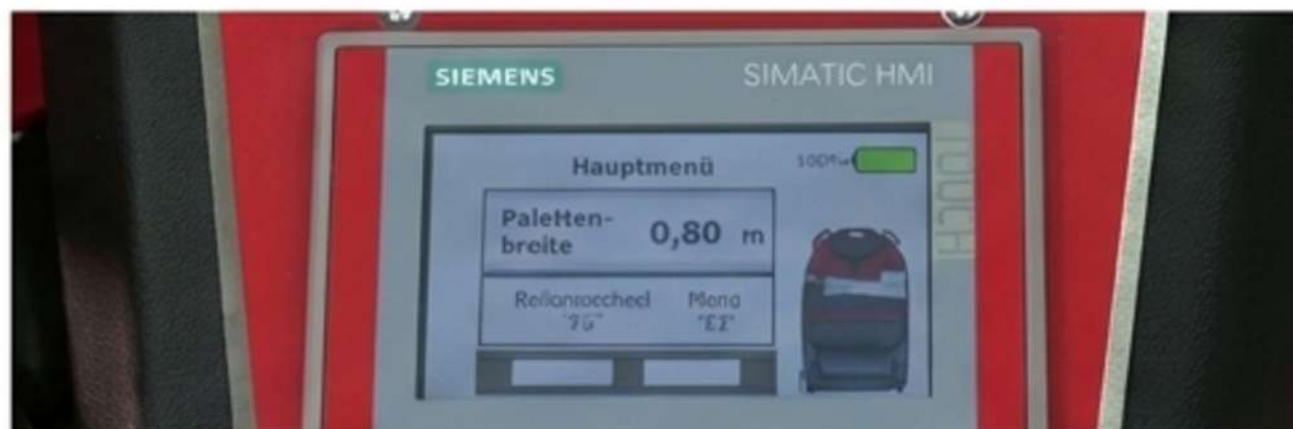 SIEMENS
SIMATIC HMI
TOUCH
Hauptmenü
100%
Paletten-
breite
0,80 m